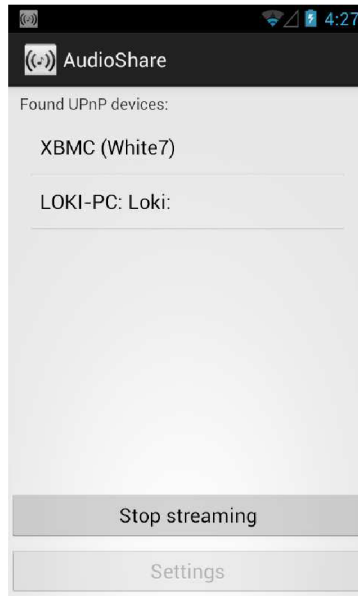 4:27
AudioShare
Found UPnP devices:
XBMC (White7)
LOKI-PC: Loki:
Stop streaming
Settings